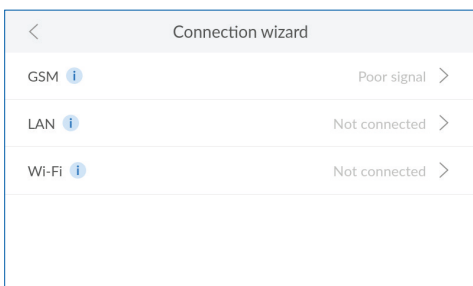 Connection wizard
GSM i Poor signal
LAN i Not connected
Wi-Fi i Not connected